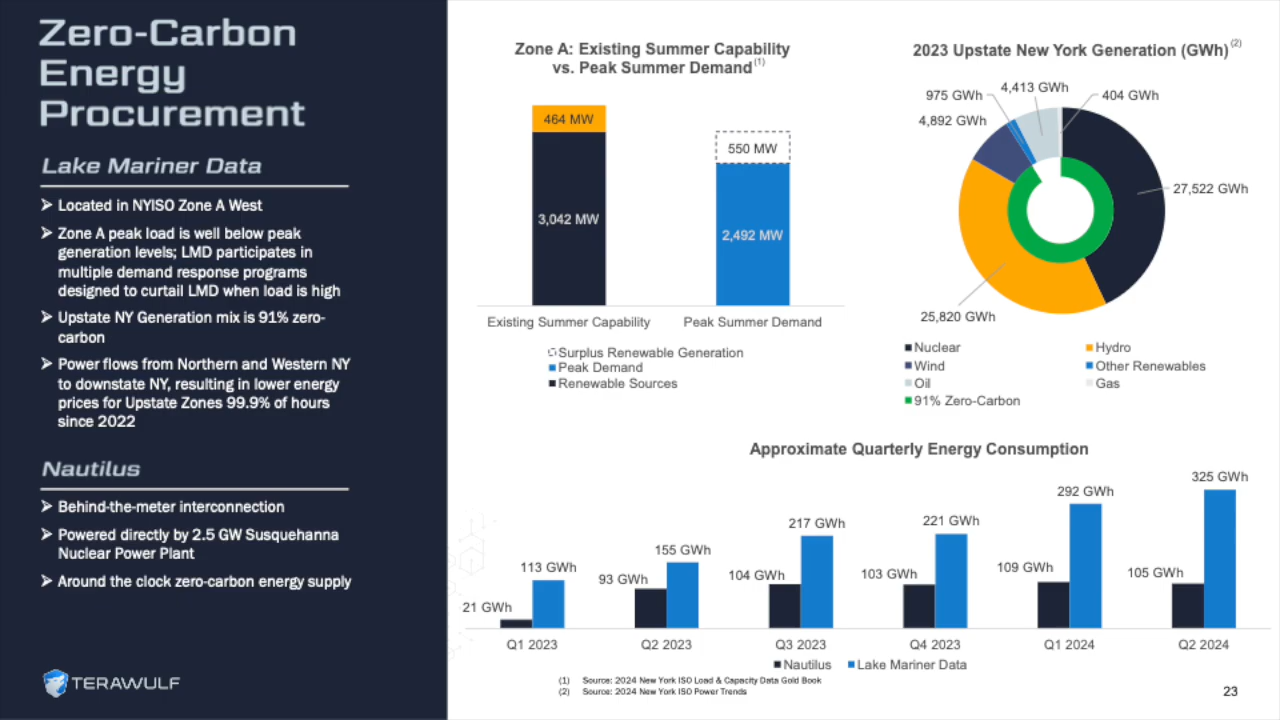 Zero-Carbon
Energy
Procurement
Lake Mariner Data
Located in NYISO Zone A West
Zone A peak load is well below peak
generation levels; LMD participates in
multiple demand response programs
designed to curtail LMD when load is high
Upstate NY Generation mix is 91% zero-
carbon
Power flows from Northern and Western NY
to downstate NY, resulting in lower energy
prices for Upstate Zones 99.9% of hours
since 2022
Nautilus
Behind-the-meter interconnection
Powered directly by 2.5 GW Susquehanna
Nuclear Power Plant
Around the clock zero-carbon energy supply
TERAWULF
Zone A: Existing Summer Capability
vs. Peak Summer Demand(1)
464 MW
3,042 MW
550 MW
2,492 MW
Existing Summer Capability
Peak Summer Demand
Surplus Renewable Generation
Peak Demand
Renewable Sources
2023 Upstate New York Generation (GWh)(2)
4,413 GWh
975 GWh
404 GWh
4,892 GWh
27,522 GWh
25,820 GWh
Nuclear
Hydro
Wind
Other Renewables
Oil
Gas
91% Zero-Carbon
Approximate Quarterly Energy Consumption
21 GWh
113 GWh
93 GWh
155 GWh
104 GWh
217 GWh
103 GWh
221 GWh
109 GWh
292 GWh
105 GWh
325 GWh
Q1 2023
Q2 2023
Q3 2023
Q4 2023
Q1 2024
Q2 2024
Nautilus
Lake Mariner Data
(1) Source: 2024 New York ISO Load & Capacity Data Gold Book
(2) Source: 2024 New York ISO Power Trends
23